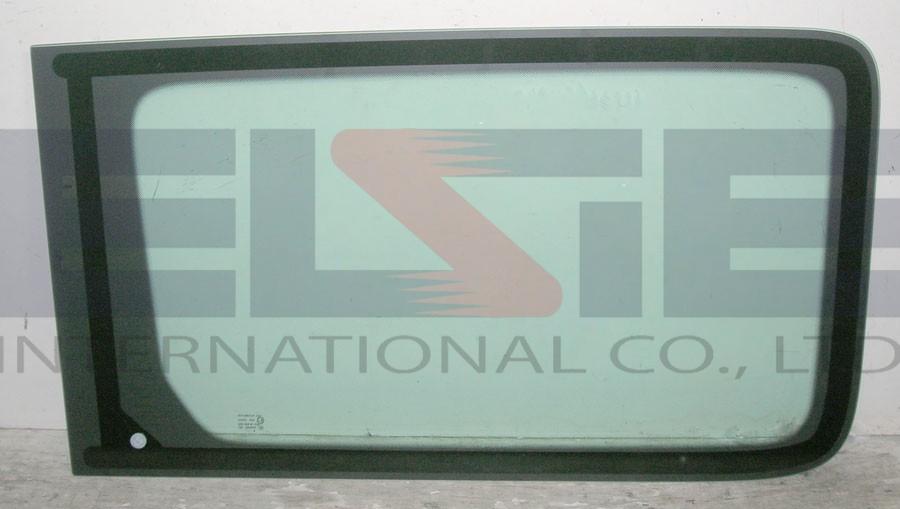 ELSIE
INTERNATIONAL CO., LTD